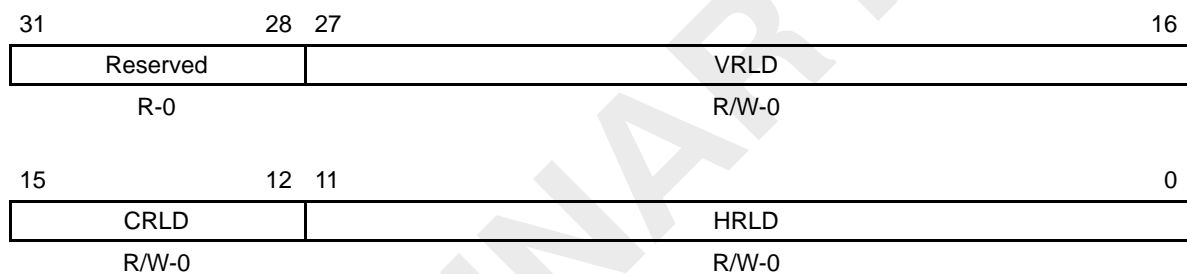 31 28 27 16
Reserved VRLD
R-0 R/W-0
15 12 11 0
CRLD HRLD
R/W-0 R/W-0